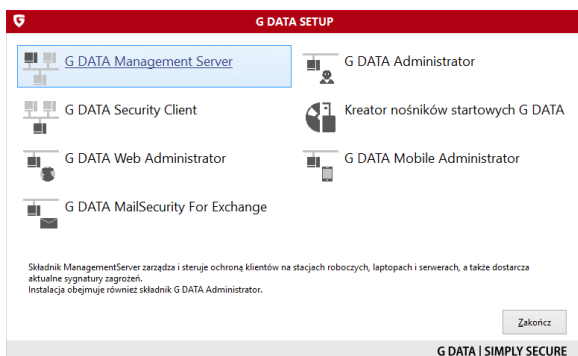 G DATA SETUP
G DATA Management Server
G DATA Administrator
G DATA Security Client
Kreator nośników startowych G DATA
G DATA Web Administrator
G DATA Mobile Administrator
G DATA MailSecurity For Exchange
Składnik ManagementServer zarządza i steruje ochroną klientów na stacjach roboczych, laptopach i serwerach, a także dostarcza
aktualne sygnatury zagrożeń.
Instalacja obejmuje również składnik G DATA Administrator.
Zakończ
G DATA | SIMPLY SECURE